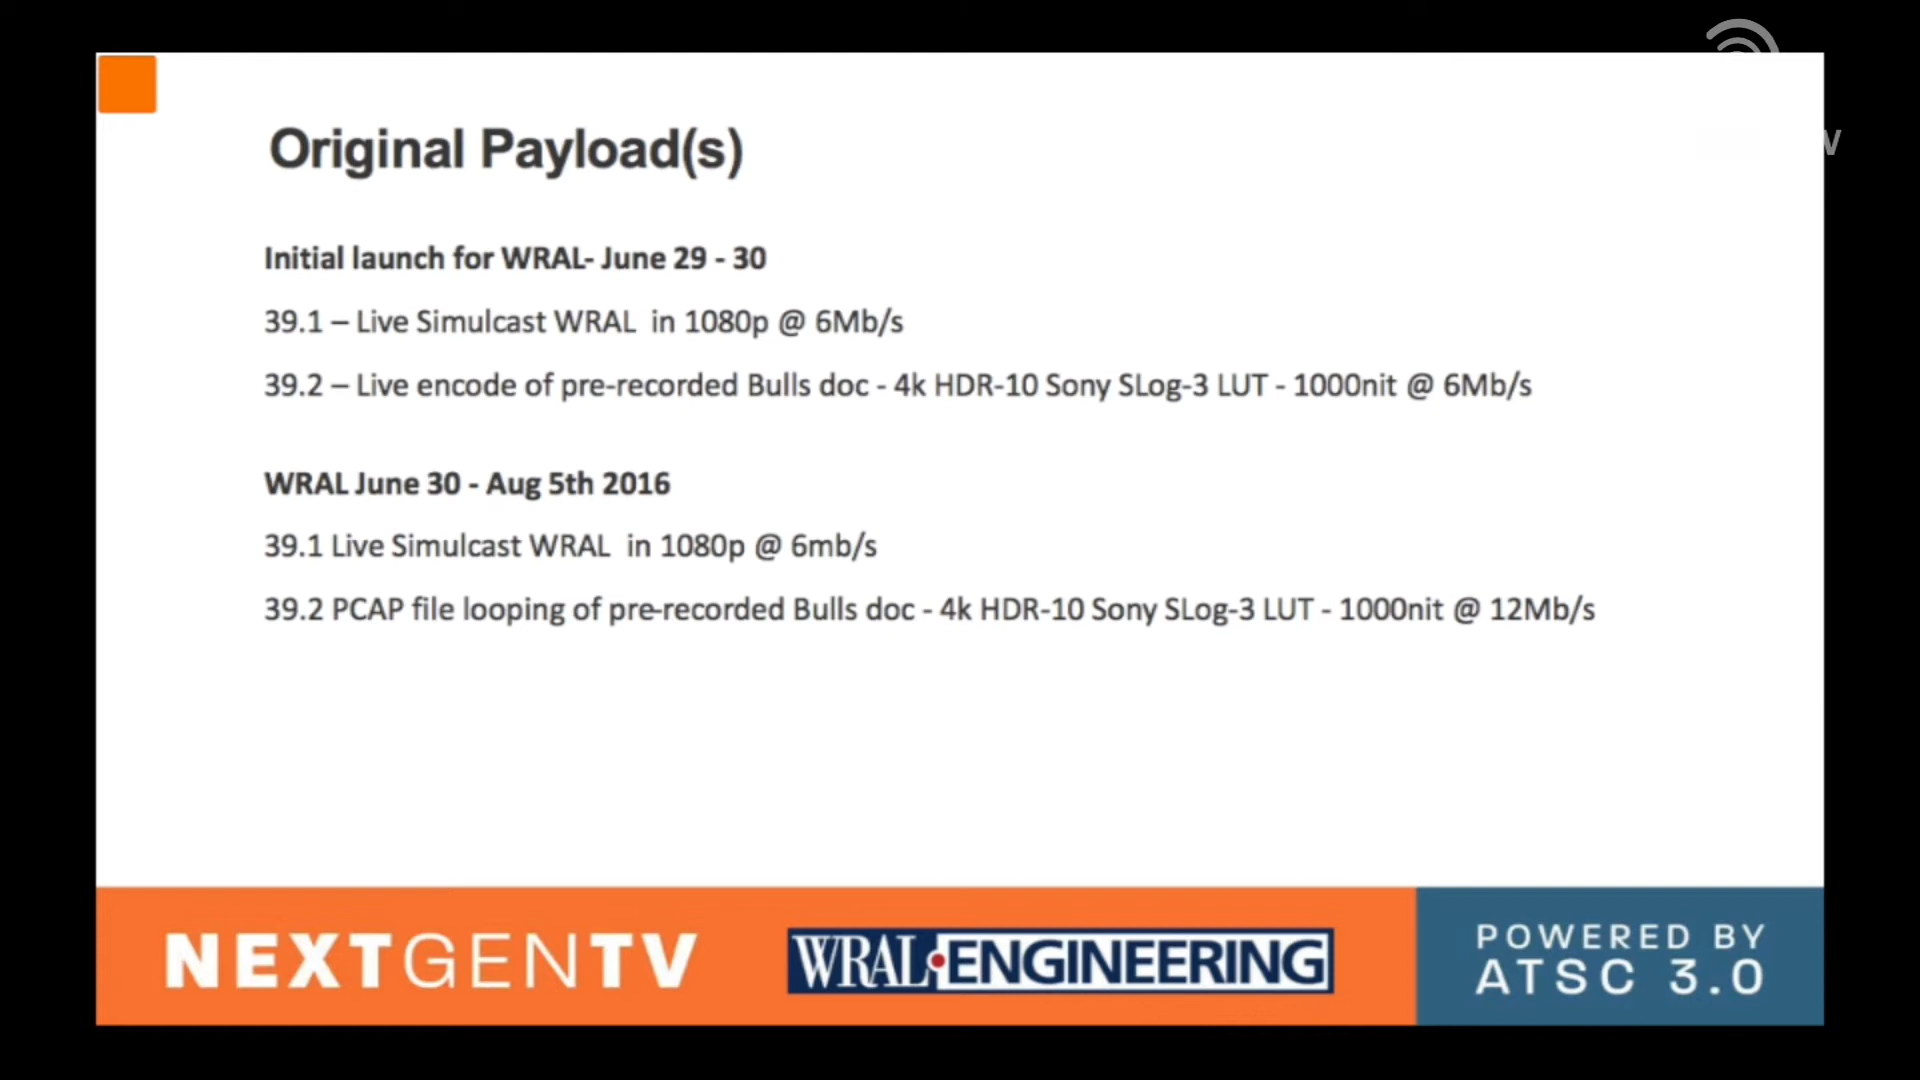 Original Payload(s)
Initial launch for WRAL- June 29 - 30
39.1 – Live Simulcast WRAL in 1080p @ 6Mb/s
39.2 – Live encode of pre-recorded Bulls doc - 4k HDR-10 Sony SLog-3 LUT - 1000nit @ 6Mb/s
WRAL June 30 - Aug 5th 2016
39.1 Live Simulcast WRAL in 1080p @ 6mb/s
39.2 PCAP file looping of pre-recorded Bulls doc - 4k HDR-10 Sony SLog-3 LUT - 1000nit @ 12Mb/s
NEXTGENTV
WRAL•ENGINEERING
POWERED BY
ATSC 3.0